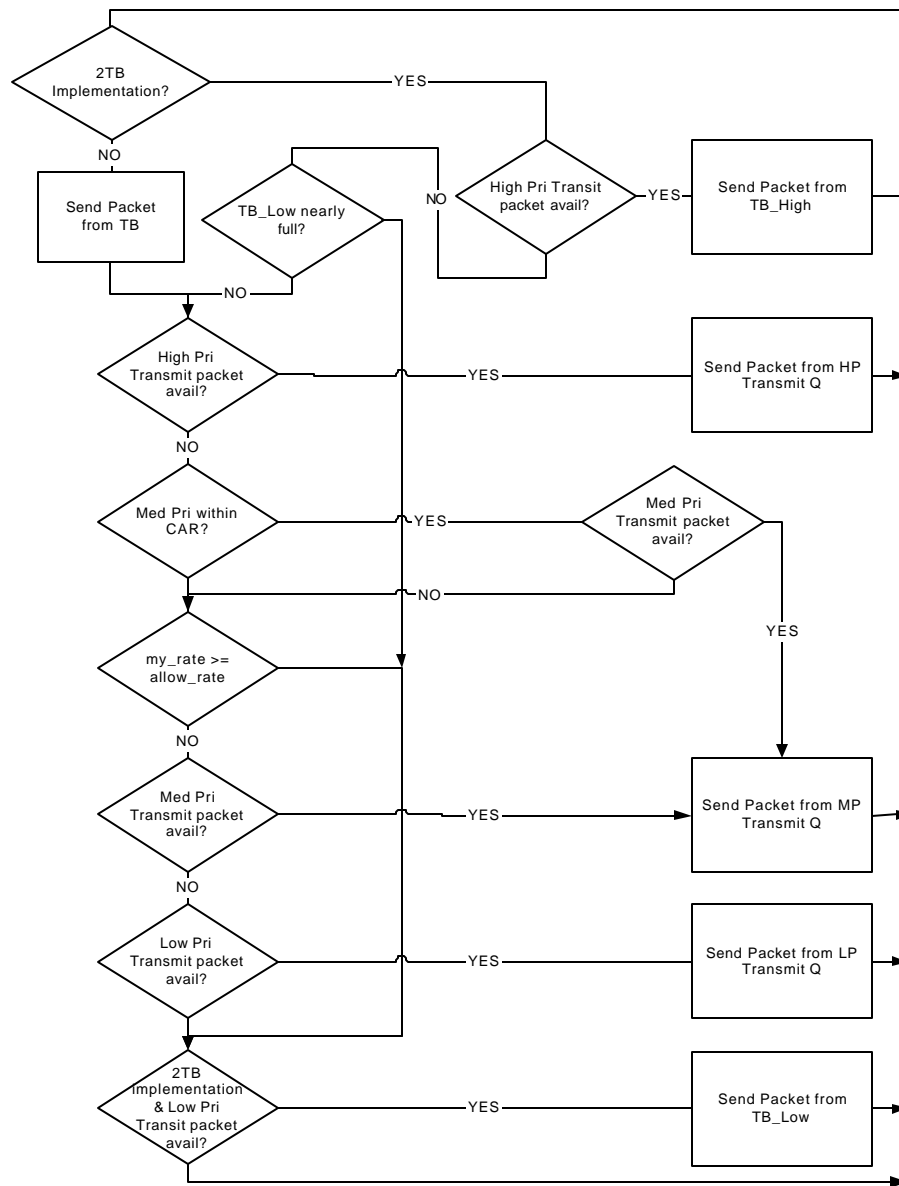 2TB
Implementation?
YES
NO
High Pri Transit
packet avail?
NO
YES
Send Packet from
TB_High
Send Packet
from TB
TB_Low nearly
full?
NO
High Pri
Transmit packet
avail?
YES
Send Packet from HP
Transmit Q
NO
Med Pri within
CAR?
YES
Med Pri
Transmit packet
avail?
NO
YES
my_rate >=
allow_rate
NO
Med Pri
Transmit packet
avail?
YES
Send Packet from MP
Transmit Q
NO
Low Pri
Transmit packet
avail?
YES
Send Packet from LP
Transmit Q
2TB
Implementation
& Low Pri
Transit packet
avail?
YES
Send Packet from
TB_Low